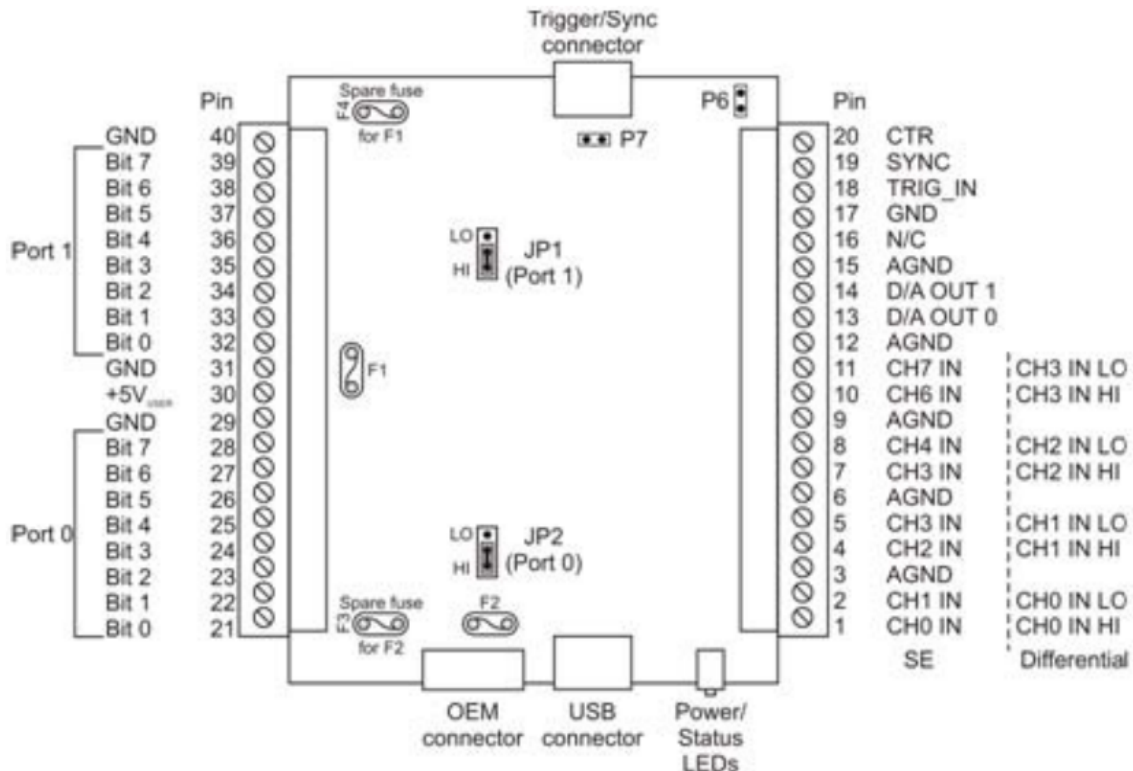 Trigger/Sync
connector
Pin
GND 40
Bit 7 39
Bit 6 38
Bit 5 37
Bit 4 36
Bit 3 35
Bit 2 34
Bit 1 33
Bit 0 32
Port 1
GND 31
+5V USER 30
GND 29
Bit 7 28
Bit 6 27
Bit 5 26
Bit 4 25
Bit 3 24
Bit 2 23
Bit 1 22
Bit 0 21
Port 0
Spare fuse
F4
for F1
P6
P7
LO
HI
JP1
(Port 1)
F1
LO
HI
JP2
(Port 0)
Spare fuse
F3
for F2
F2
Pin
20 CTR
19 SYNC
18 TRIG_IN
17 GND
16 N/C
15 AGND
14 D/A OUT 1
13 D/A OUT 0
12 AGND
11 CH7 IN CH3 IN LO
10 CH6 IN CH3 IN HI
9 AGND
8 CH4 IN CH2 IN LO
7 CH3 IN CH2 IN HI
6 AGND
5 CH3 IN CH1 IN LO
4 CH2 IN CH1 IN HI
3 AGND
2 CH1 IN CH0 IN LO
1 CH0 IN CH0 IN HI
SE Differential
OEM
connector
USB
connector
Power/
Status
LEDs